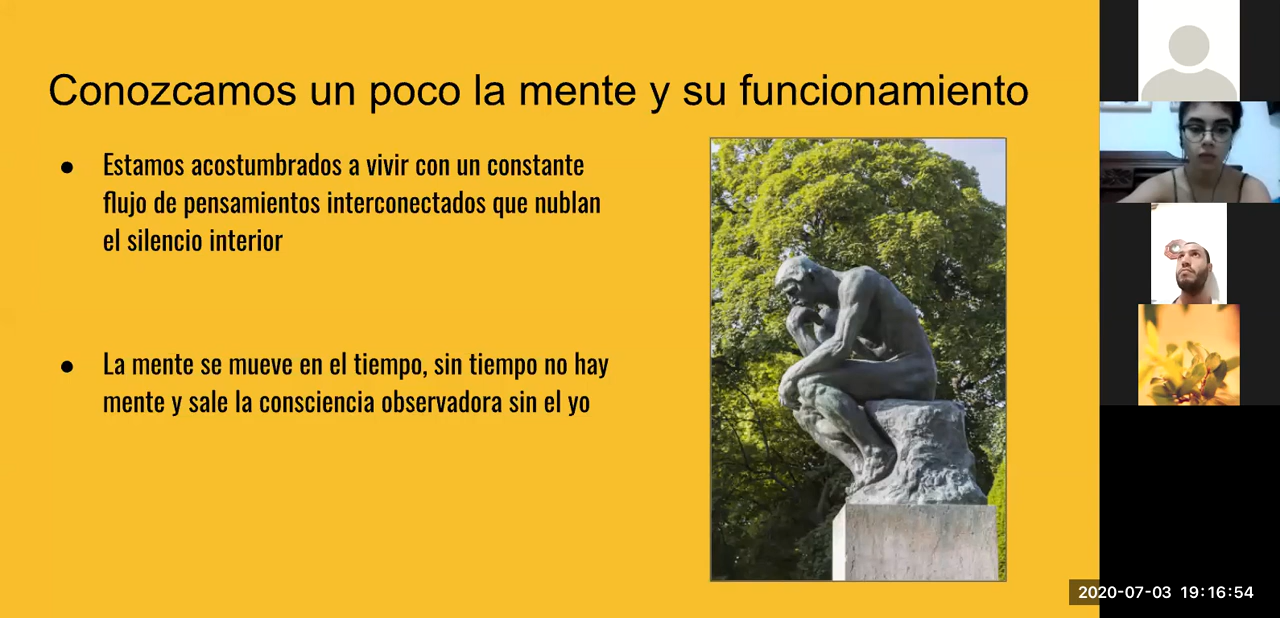 Conozcamos un poco la mente y su funcionamiento
● Estamos acostumbrados a vivir con un constante
flujo de pensamientos interconectados que nublan
el silencio interior
● La mente se mueve en el tiempo, sin tiempo no hay
mente y sale la consciencia observadora sin el yo
2020-07-03 19:16:54